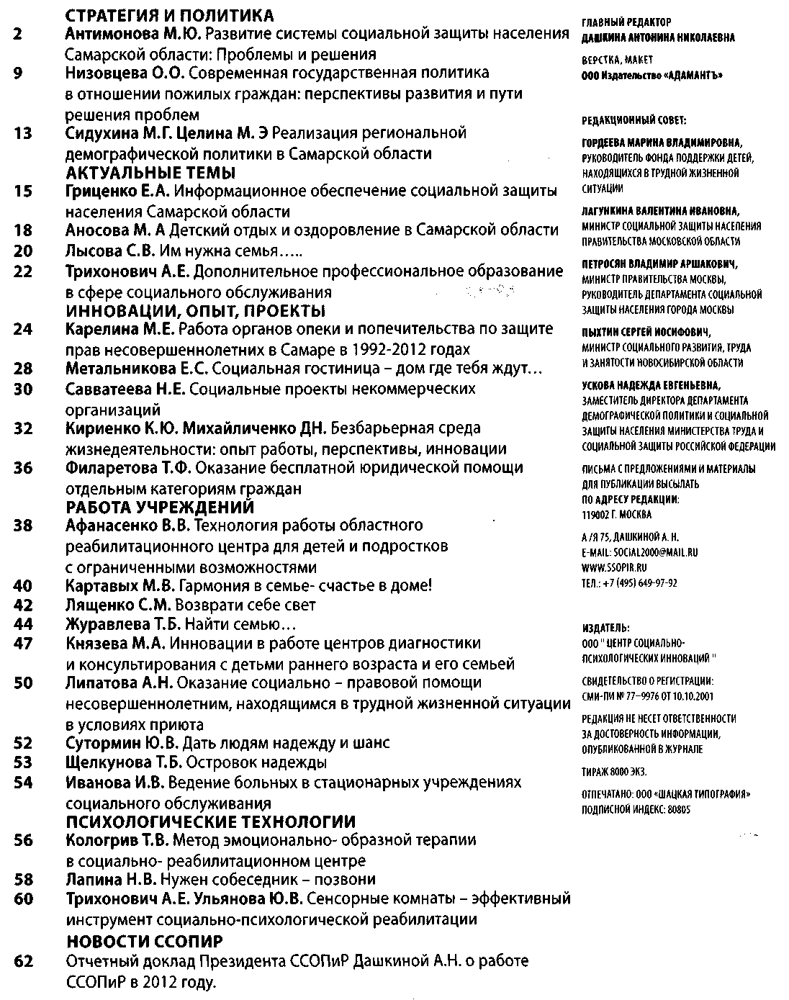 СТРАТЕГИЯ И ПОЛИТИКА
2 Антимонова М.Ю. Развитие системы социальной защиты населения
Самарской области: Проблемы и решения
9 Низовцева О.О. Современная государственная политика
в отношении пожилых граждан: перспективы развития и пути
решения проблем
13 Сидухина М.Г. Целина М. Э Реализация региональной
демографической политики в Самарской области
АКТУАЛЬНЫЕ ТЕМЫ
15 Гриценко Е.А. Информационное обеспечение социальной защиты
населения Самарской области
18 Аносова М. А Детский отдых и оздоровление в Самарской области
20 Лысова С.В. Им нужна семья.....
22 Трихонович А.Е. Дополнительное профессиональное образование
в сфере социального обслуживания
ИННОВАЦИИ, ОПЫТ, ПРОЕКТЫ
24 Карелина М.Е. Работа органов опеки и попечительства по защите
прав несовершеннолетних в Самаре в 1992-2012 годах
28 Метальникова Е.С. Социальная гостиница – дом где тебя ждут...
30 Савватеева Н.Е. Социальные проекты некоммерческих
организаций
32 Кириенко К.Ю. Михайличенко ДН. Безбарьерная среда
жизнедеятельности: опыт работы, перспективы, инновации
36 Филаретова Т.Ф. Оказание бесплатной юридической помощи
отдельным категориям граждан
РАБОТА УЧРЕЖДЕНИЙ
38 Афанасенко В.В. Технология работы областного
реабилитационного центра для детей и подростков
с ограниченными возможностями
40 Картавых М.В. Гармония в семье- счастье в доме!
42 Лященко С.М. Возврати себе свет
44 Журавлева Т.Б. Найти семью...
47 Князева М.А. Инновации в работе центров диагностики
и консультирования с детьми раннего возраста и его семьей
50 Липатова А.Н. Оказание социально – правовой помощи
несовершеннолетним, находящимся в трудной жизненной ситуации
в условиях приюта
52 Сутормин Ю.В. Дать людям надежду и шанс
53 Щелкунова Т.Б. Островок надежды
54 Иванова И.В. Ведение больных в стационарных учреждениях
социального обслуживания
ПСИХОЛОГИЧЕСКИЕ ТЕХНОЛОГИИ
56 Кологрив Т.В. Метод эмоционально- образной терапии
в социально- реабилитационном центре
58 Лапина Н.В. Нужен собеседник – позвони
60 Трихонович А.Е. Ульянова Ю.В. Сенсорные комнаты – эффективный
инструмент социально-психологической реабилитации
НОВОСТИ ССОПИР
62 Отчетный доклад Президента ССОПиР Дашкиной А.Н. о работе
ССОПиР в 2012 году.
ГЛАВНЫЙ РЕДАКТОР
ДАШКИНА АНТОНИНА НИКОЛАЕВНА
ВЕРСТКА, МАКЕТ
ООО Издательство «АДАМАНТЪ»
РЕДАКЦИОННЫЙ СОВЕТ:
ГОРДЕЕВА МАРИНА ВЛАДИМИРОВНА,
РУКОВОДИТЕЛЬ ФОНДА ПОДДЕРЖКИ ДЕТЕЙ,
НАХОДЯЩИХСЯ В ТРУДНОЙ ЖИЗНЕННОЙ
СИТУАЦИИ
ЛАГУНКИНА ВАЛЕНТИНА ИВАНОВНА,
МИНИСТР СОЦИАЛЬНОЙ ЗАЩИТЫ НАСЕЛЕНИЯ
ПРАВИТЕЛЬСТВА МОСКОВСКОЙ ОБЛАСТИ
ПЕТРОСЯН ВЛАДИМИР АРШАКОВИЧ,
МИНИСТР ПРАВИТЕЛЬСТВА МОСКВЫ,
РУКОВОДИТЕЛЬ ДЕПАРТАМЕНТА СОЦИАЛЬНОЙ
ЗАЩИТЫ НАСЕЛЕНИЯ ГОРОДА МОСКВЫ
ПЫХТИН СЕРГЕЙ ИОСИФОВИЧ,
МИНИСТР СОЦИАЛЬНОГО РАЗВИТИЯ, ТРУДА
И ЗАНЯТОСТИ НОВОСИБИРСКОЙ ОБЛАСТИ
УСКОВА НАДЕЖДА ЕВГЕНЬЕВНА,
ЗАМЕСТИТЕЛЬ ДИРЕКТОРА ДЕПАРТАМЕНТА
ДЕМОГРАФИЧЕСКОЙ ПОЛИТИКИ И СОЦИАЛЬНОЙ
ЗАЩИТЫ НАСЕЛЕНИЯ МИНИСТЕРСТВА ТРУДА И
СОЦИАЛЬНОЙ ЗАЩИТЫ РОССИЙСКОЙ ФЕДЕРАЦИИ
ПИСЬМА С ПРЕДЛОЖЕНИЯМИ И МАТЕРИАЛЫ
ДЛЯ ПУБЛИКАЦИИ ВЫСЫЛАТЬ
ПО АДРЕСУ РЕДАКЦИИ:
119002 Г. МОСКВА
А /Я 75, ДАШКИНОЙ А. Н.
E-MAIL: SOCIAL2000@MAIL.RU
WWW.SSOPIR.RU
ТЕЛ.: +7 (495) 649-97-92
ИЗДАТЕЛЬ:
ООО " ЦЕНТР СОЦИАЛЬНО-
ПСИХОЛОГИЧЕСКИХ ИННОВАЦИЙ "
СВИДЕТЕЛЬСТВО О РЕГИСТРАЦИИ:
СМИ-ПИ № 77–9976 ОТ 10.10.2001
РЕДАКЦИЯ НЕ НЕСЕТ ОТВЕТСТВЕННОСТИ
ЗА ДОСТОВЕРНОСТЬ ИНФОРМАЦИИ,
ОПУБЛИКОВАННОЙ В ЖУРНАЛЕ
ТИРАЖ 8000 ЭКЗ.
ОТПЕЧАТАНО: ООО «ШАЦКАЯ ТИПОГРАФИЯ»
ПОДПИСНОЙ ИНДЕКС: 80805